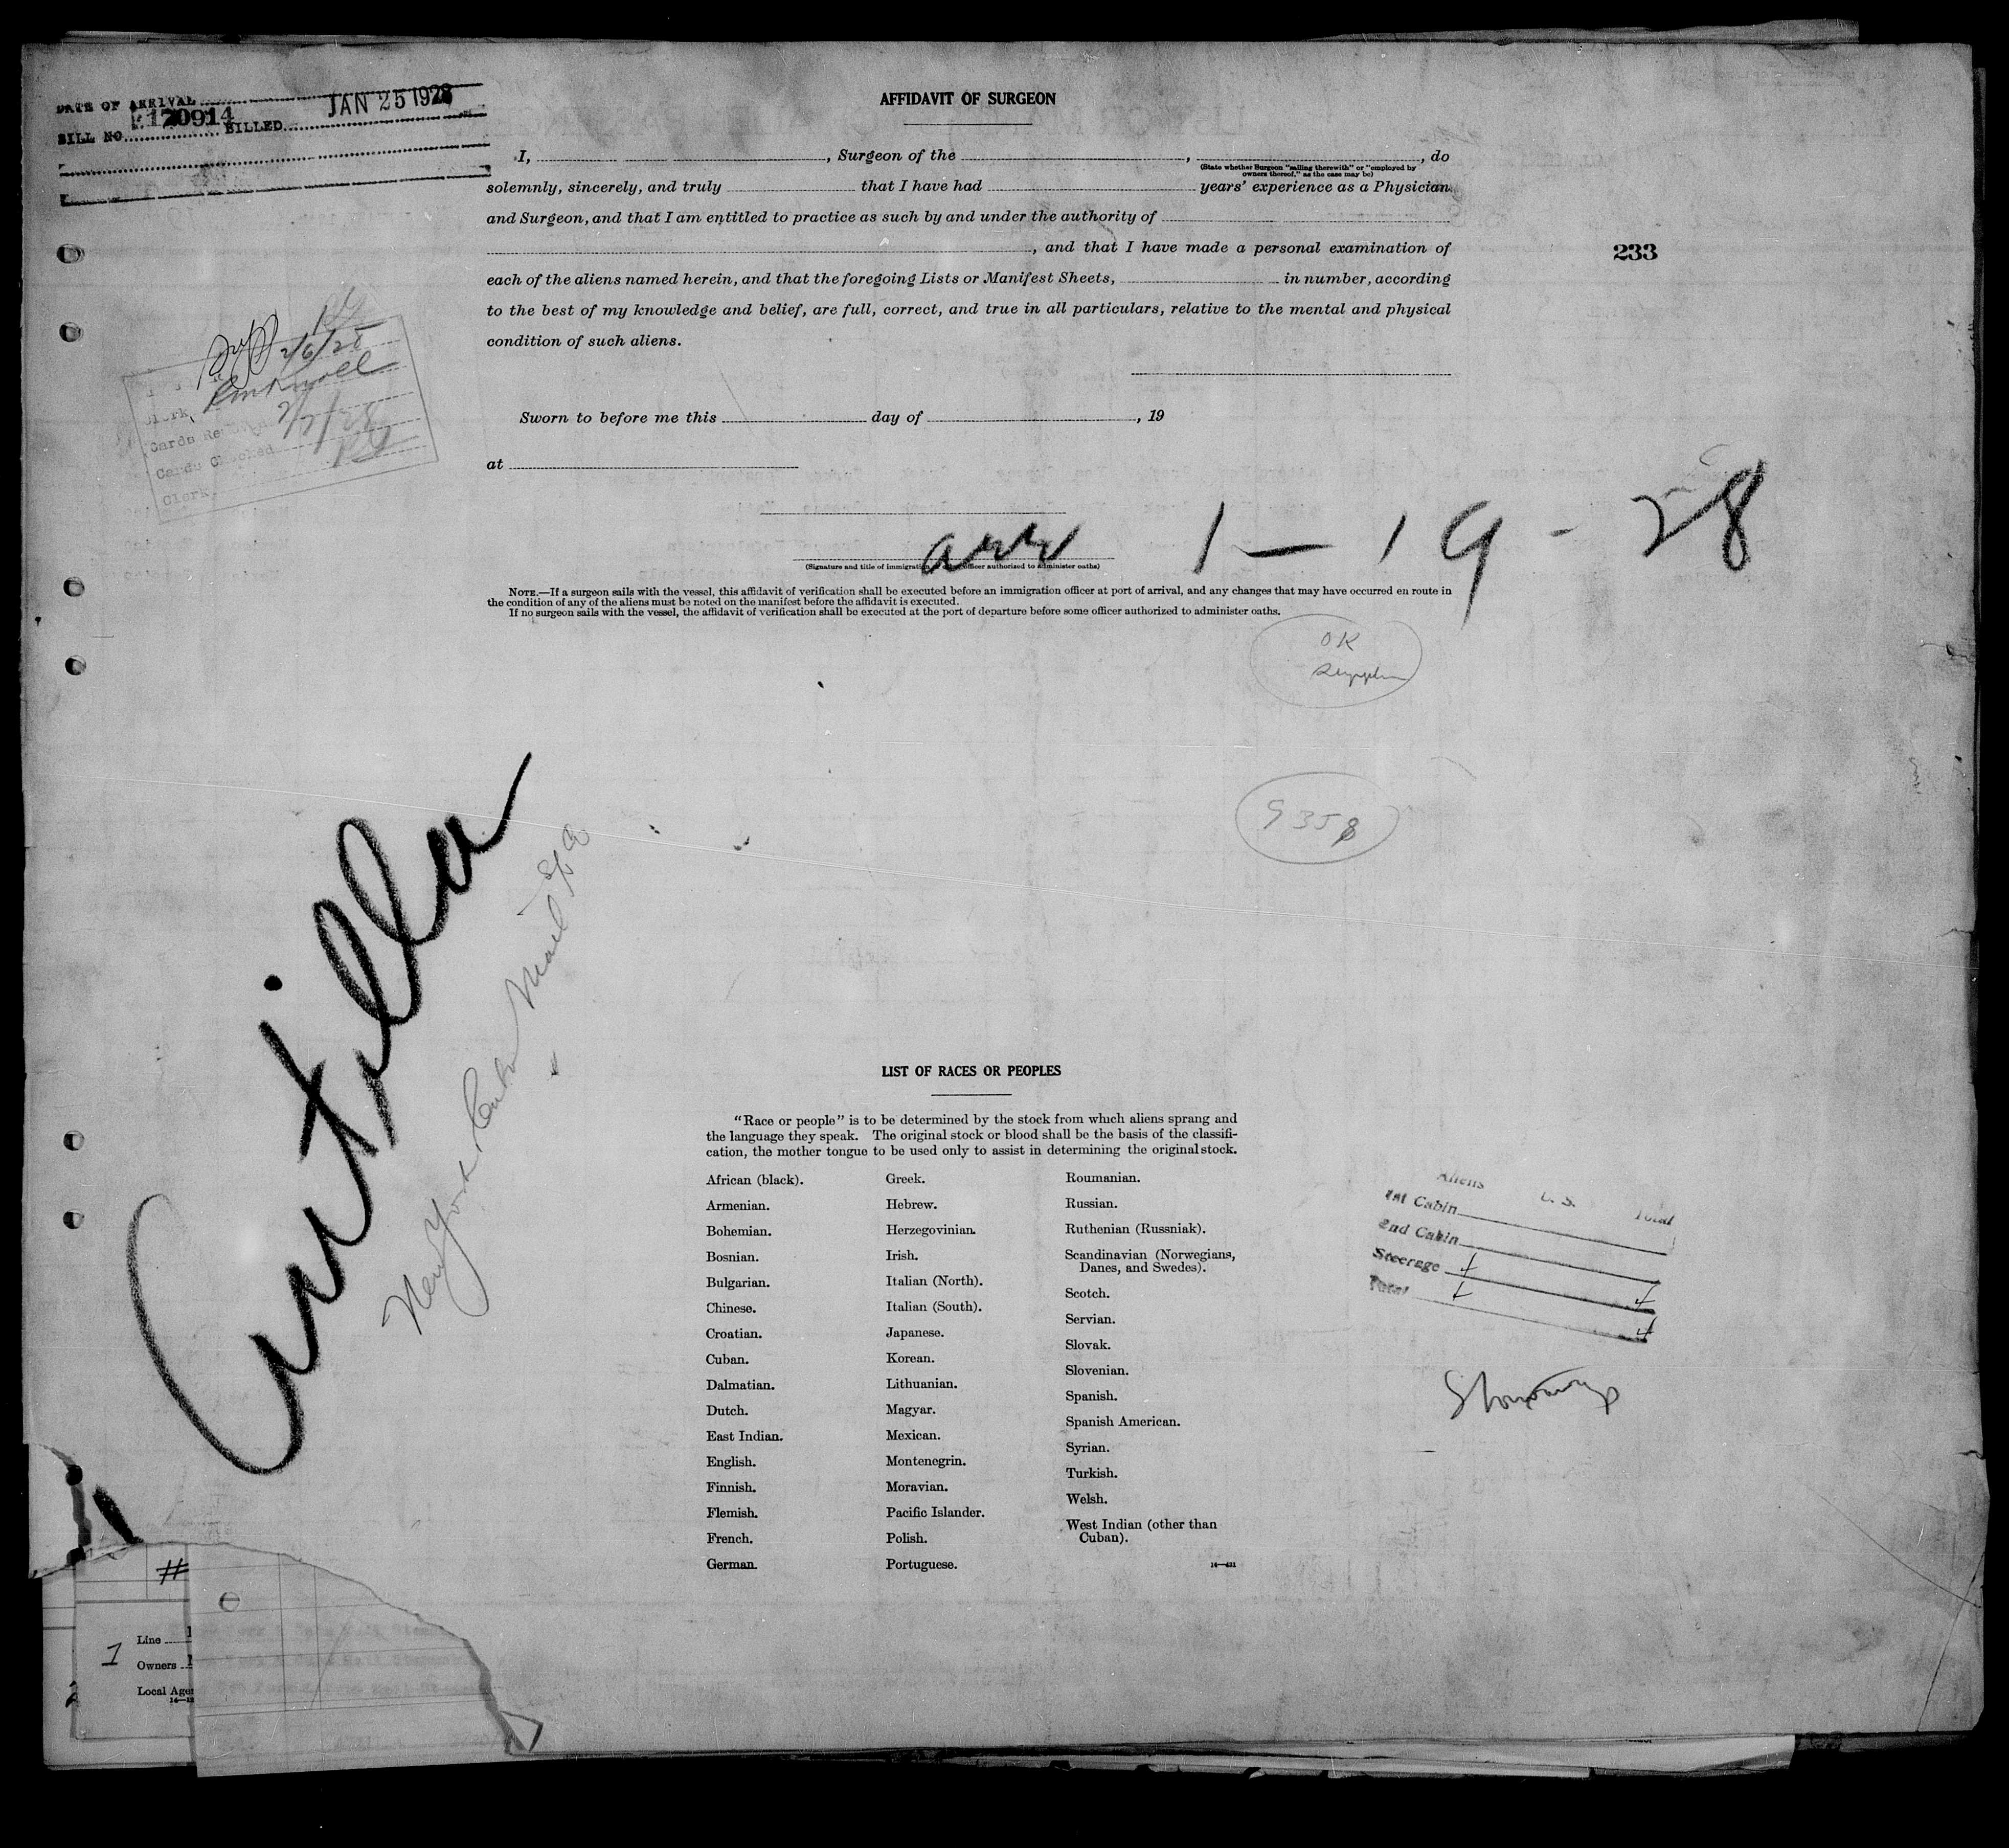 DATE OF ARRIVAL
BILL NO. 170914 BILLED JAN 25 1928
AFFIDAVIT OF SURGEON
I, , Surgeon of the , , do
(State whether Surgeon "sailing therewith" or "employed by
owners thereof," as the case may be)
solemnly, sincerely, and truly that I have had years' experience as a Physician
and Surgeon, and that I am entitled to practice as such by and under the authority of
, and that I have made a personal examination of
233
each of the aliens named herein, and that the foregoing Lists or Manifest Sheets, in number, according
to the best of my knowledge and belief, are full, correct, and true in all particulars, relative to the mental and physical
condition of such aliens.
2/6/28
Clerk
Cards
2/6/28
Cards Checked
Clerk
Sworn to before me this day of , 19
at
arr 1 - 19 - 28
(Signature and title of immigration officer authorized to administer oaths)
NOTE.—If a surgeon sails with the vessel, this affidavit of verification shall be executed before an immigration officer at port of arrival, and any changes that may have occurred en route in
the condition of any of the aliens must be noted on the manifest before the affidavit is executed.
If no surgeon sails with the vessel, the affidavit of verification shall be executed at the port of departure before some officer authorized to administer oaths.
OK
9358
Antilla
New York & Cuba Mail SS Co
LIST OF RACES OR PEOPLES
"Race or people" is to be determined by the stock from which aliens sprang and
the language they speak. The original stock or blood shall be the basis of the classifi-
cation, the mother tongue to be used only to assist in determining the original stock.
African (black).
Armenian.
Bohemian.
Bosnian.
Bulgarian.
Chinese.
Croatian.
Cuban.
Dalmatian.
Dutch.
East Indian.
English.
Finnish.
Flemish.
French.
German.
Greek.
Hebrew.
Herzegovinian.
Irish.
Italian (North).
Italian (South).
Japanese.
Korean.
Lithuanian.
Magyar.
Mexican.
Montenegrin.
Moravian.
Pacific Islander.
Polish.
Portuguese.
Roumanian.
Russian.
Ruthenian (Russniak).
Scandinavian (Norwegians,
Danes, and Swedes).
Scotch.
Servian.
Slovak.
Slovenian.
Spanish.
Spanish American.
Syrian.
Turkish.
Welsh.
West Indian (other than
Cuban).
Aliens U. S. Total
1st Cabin
2nd Cabin
Steerage
Total
#
1
Line
Owners
Local Agen